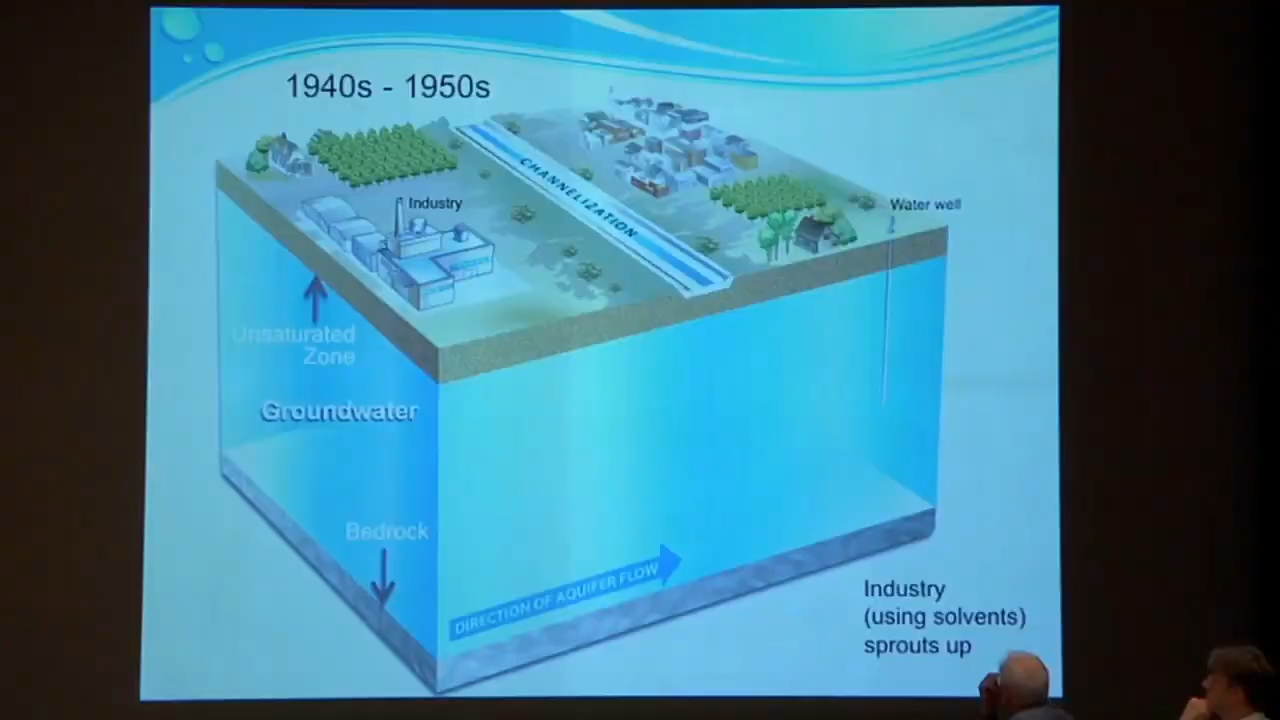 1940s - 1950s
CHANNELIZATION
Industry
Water well
Unsaturated
Zone
Groundwater
Bedrock
DIRECTION OF AQUIFER FLOW
Industry
(using solvents)
sprouts up